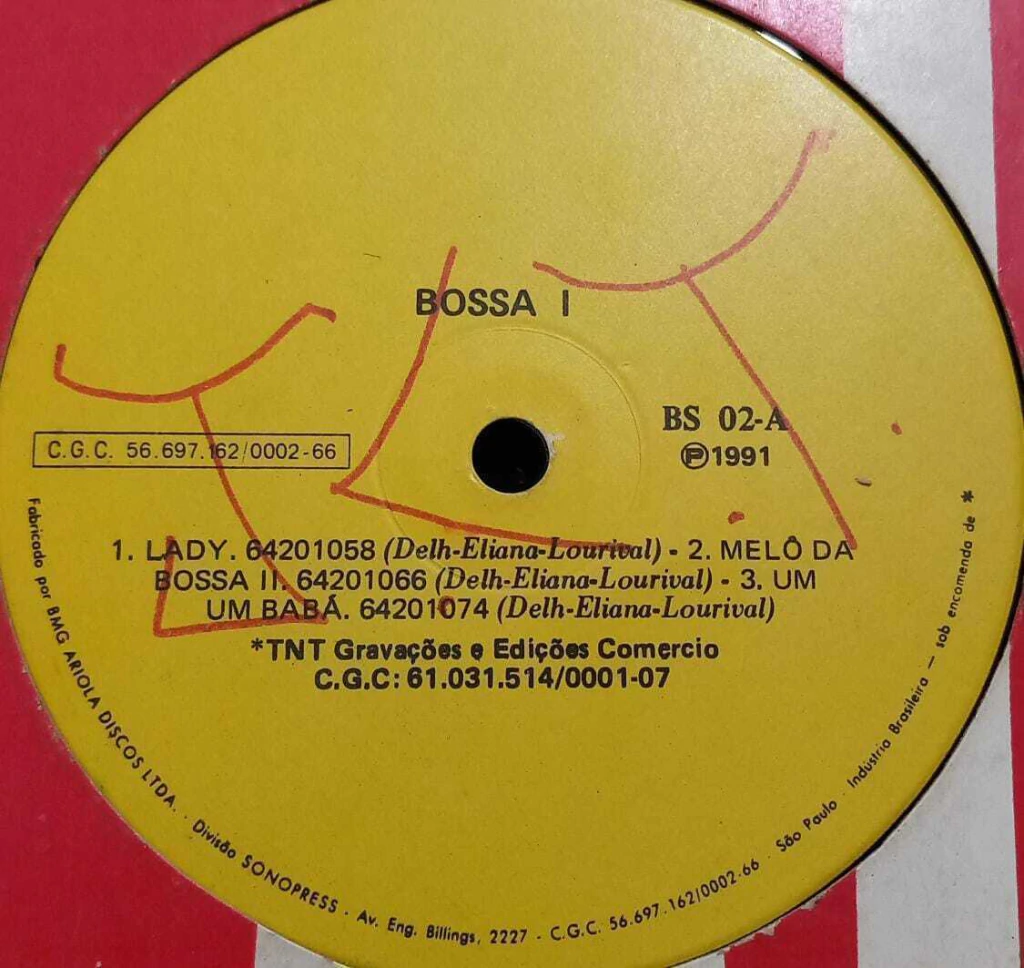 BOSSA I
BS 02-A
Ⓟ1991
C.G.C. 56.697.162/0002-66
1. LADY. 64201058 (Delh-Eliana-Lourival) - 2. MELÔ DA
BOSSA II. 64201066 (Delh-Eliana-Lourival) - 3. UM
UM BABÁ. 64201074 (Delh-Eliana-Lourival)
*TNT Gravações e Edições Comercio
C.G.C: 61.031.514/0001-07
Fabricado por BMG ARIOLA DISCOS LTDA. . Divisão SONOPRESS . Av. Eng. Billings, 2227 - C.G.C. 56.697.162/0002-66 . São Paulo . Indústria Brasileira — sob encomenda de *